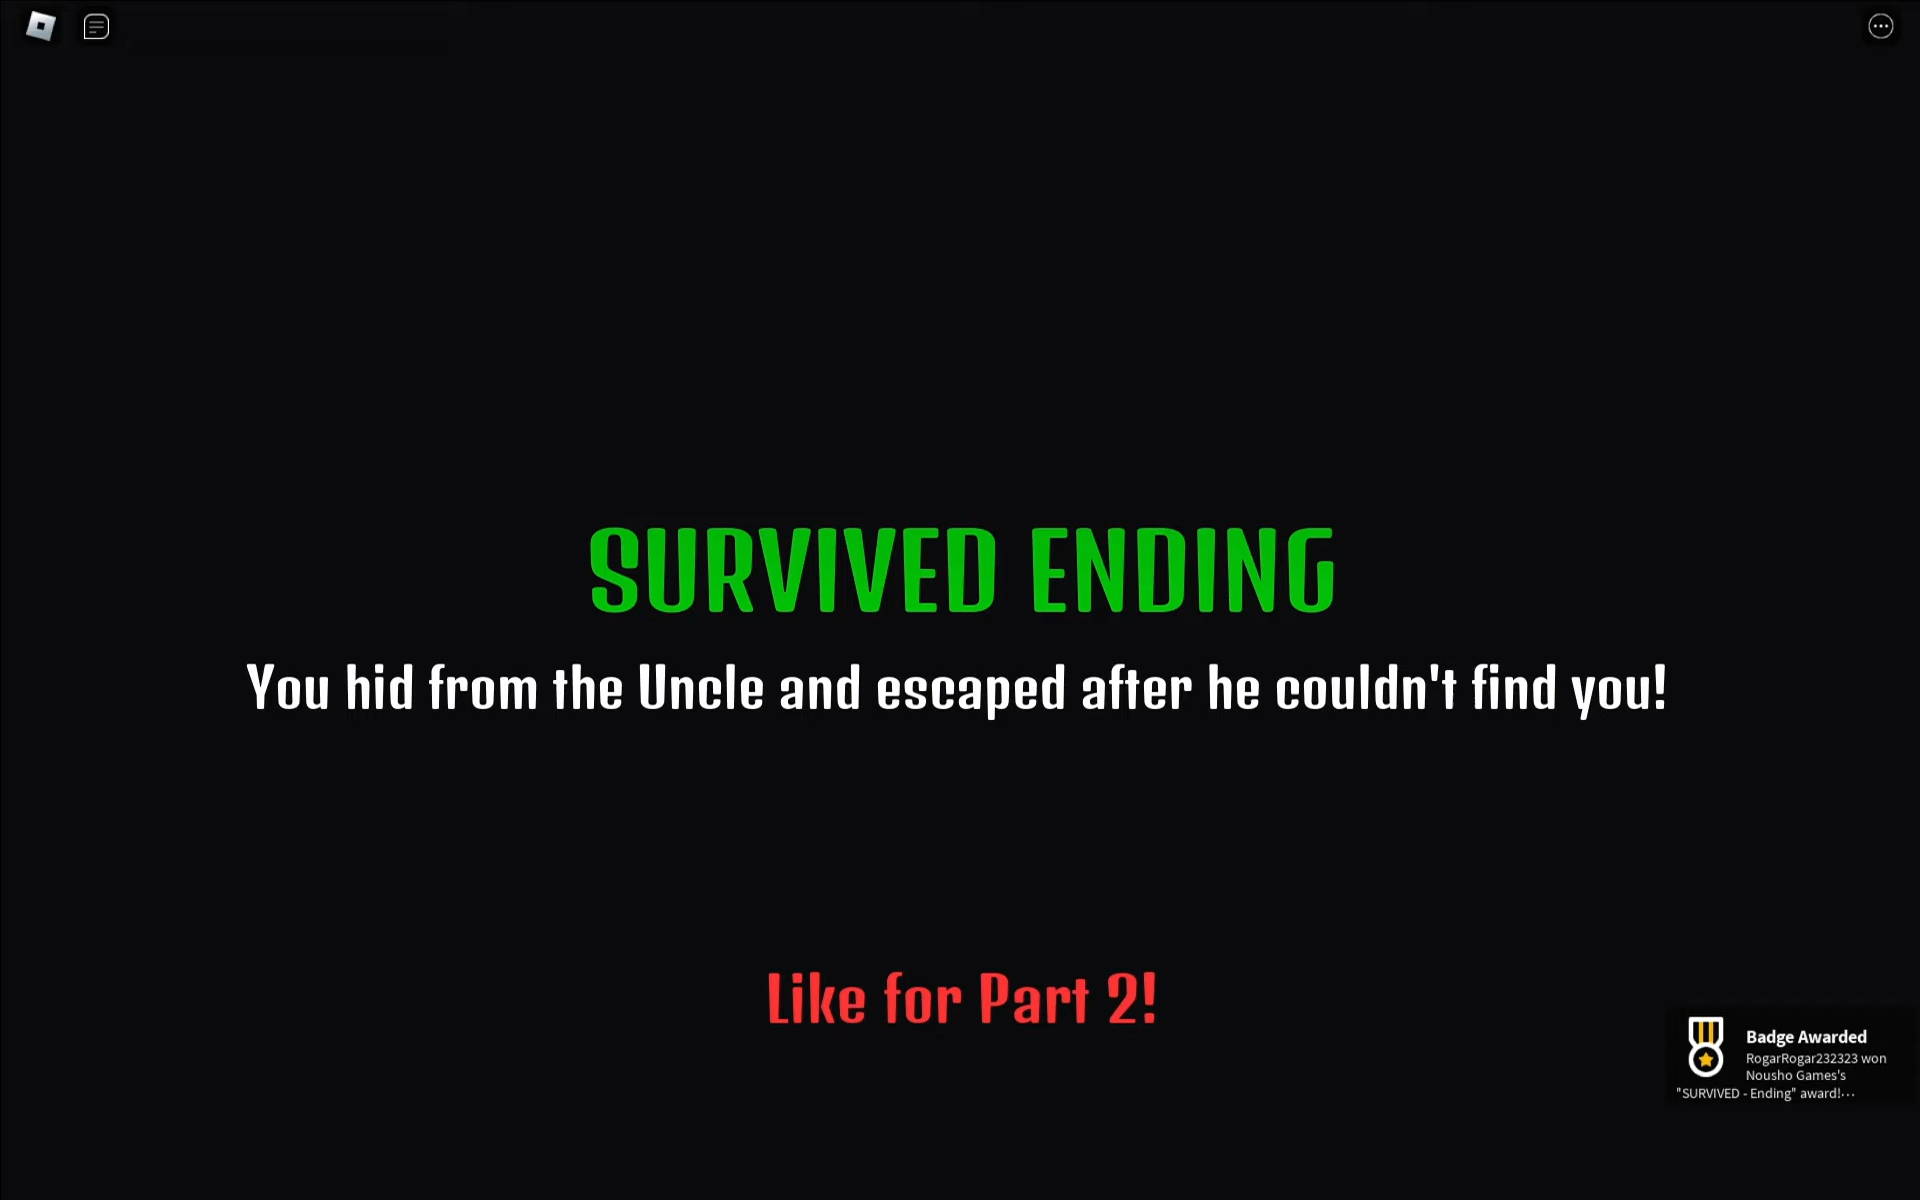 SURVIVED ENDING
You hid from the Uncle and escaped after he couldn't find you!
Like for Part 2!
Badge Awarded
RogarRogar232323 won
Nousho Games's
"SURVIVED - Ending" award!...